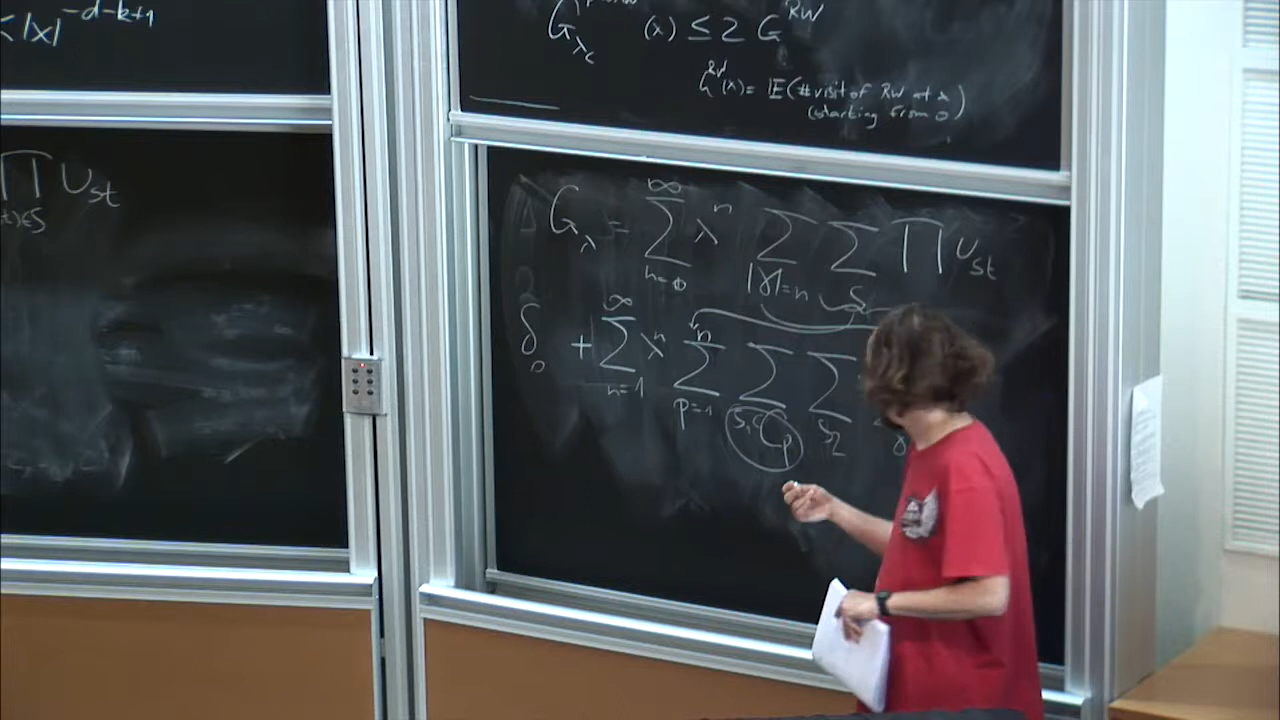 <|x|^{-d-k+1}
∏ U_{st}
t)∈S
G_{λ_c} (x) ≤ 2 G^{RW}
G^{RW}(x) = 𝔼(# visit of RW at x
(starting from 0)
G_λ = ∑_{n=0}^∞ λ^n ∑_{|γ|=n} ∑_S ∏ U_{st}
δ_0 + ∑_{n=1}^∞ λ^n ∑_{p=1}^n ∑_{S_1 ∈ C_p} ∑_{S_2}